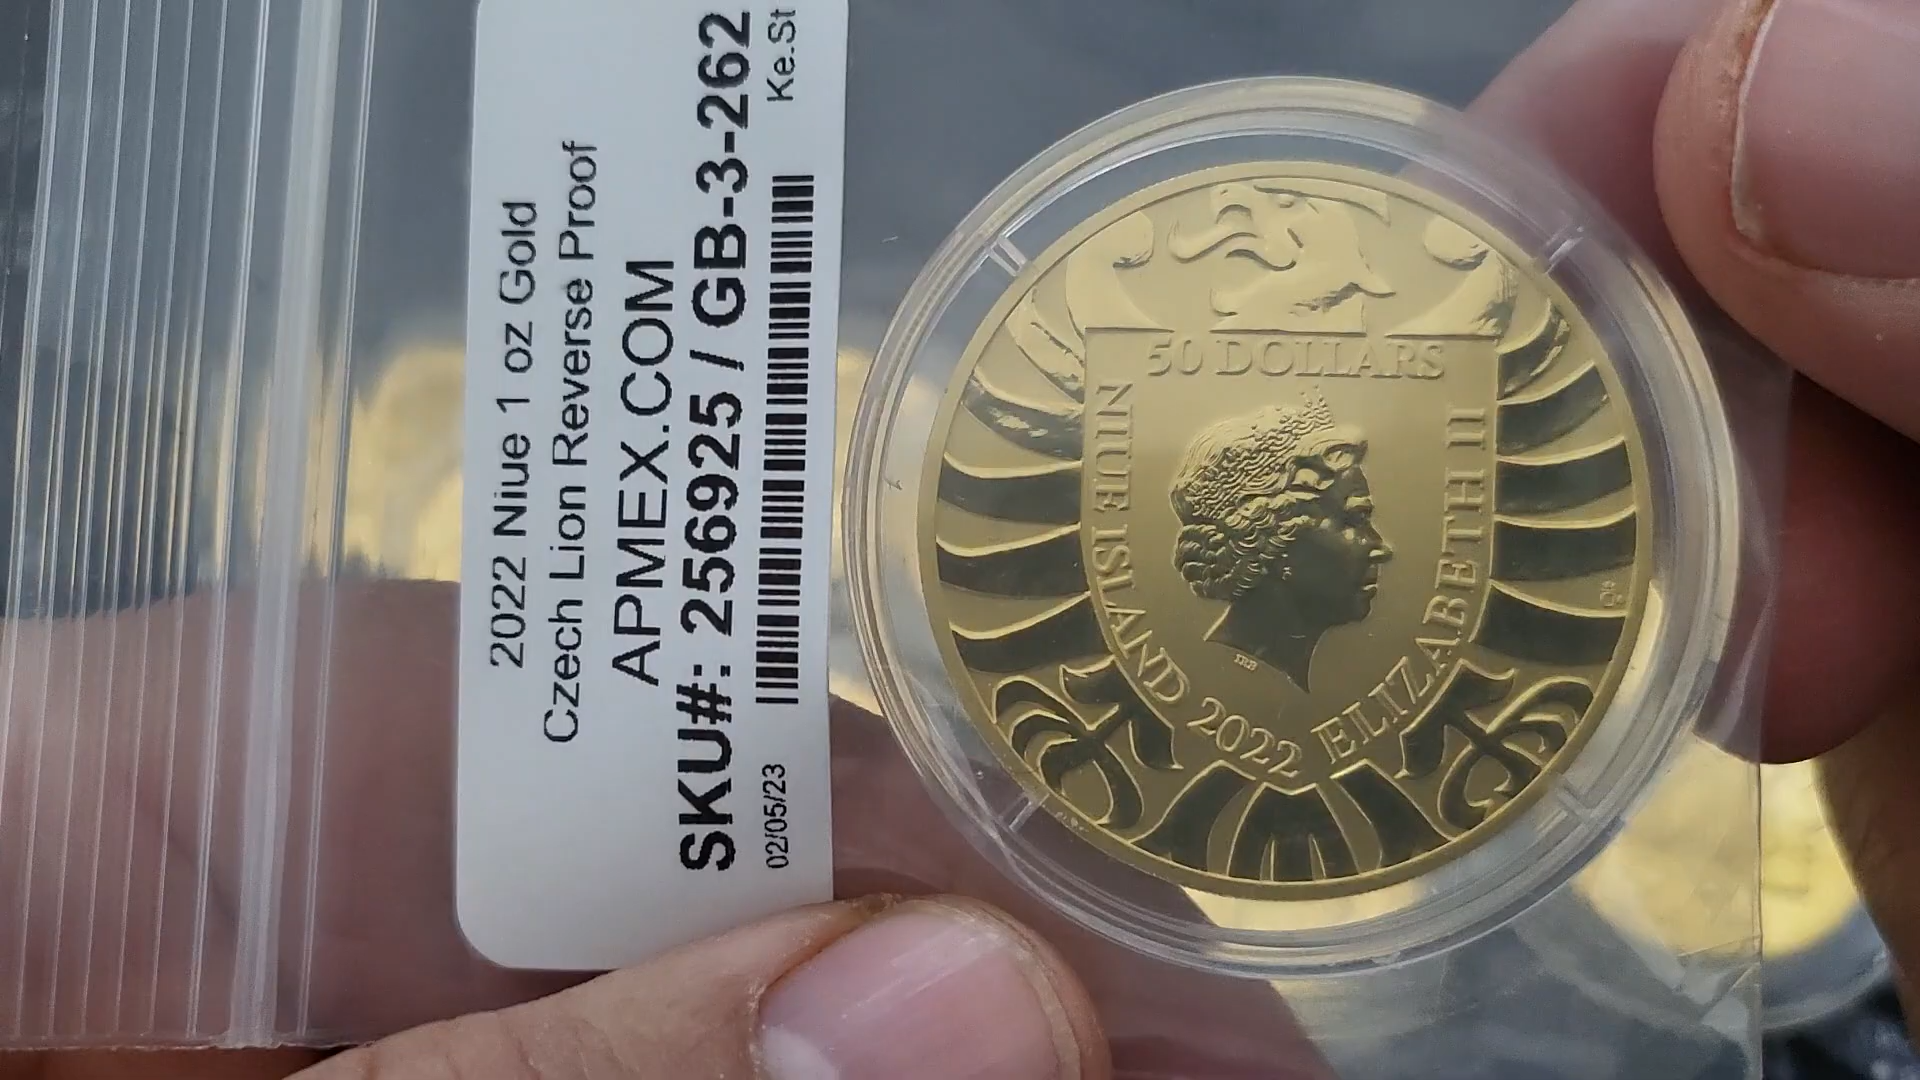 2022 Niue 1 oz Gold
Czech Lion Reverse Proof
APMEX.COM
SKU#: 256925 / GB-3-262
02/05/23
Ke.St
50 DOLLARS
NIUE ISLAND 2022 ELIZABETH II
IRB